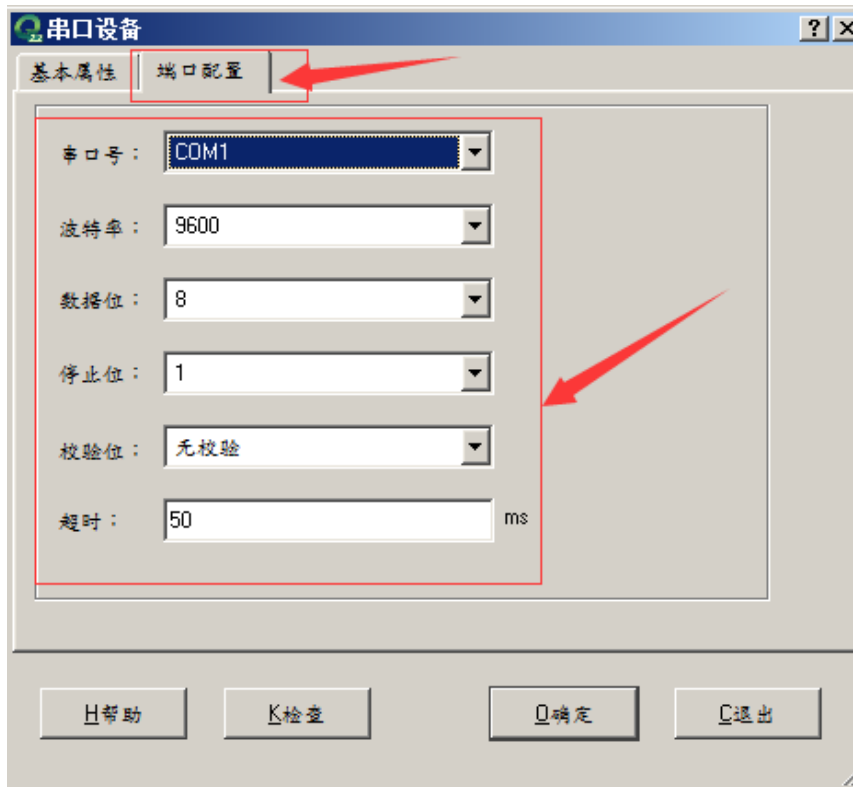 串口设备
基本属性 端口配置
串口号： COM1
波特率： 9600
数据位： 8
停止位： 1
校验位： 无校验
超时： 50 ms
H帮助 K检查 O确定 C退出